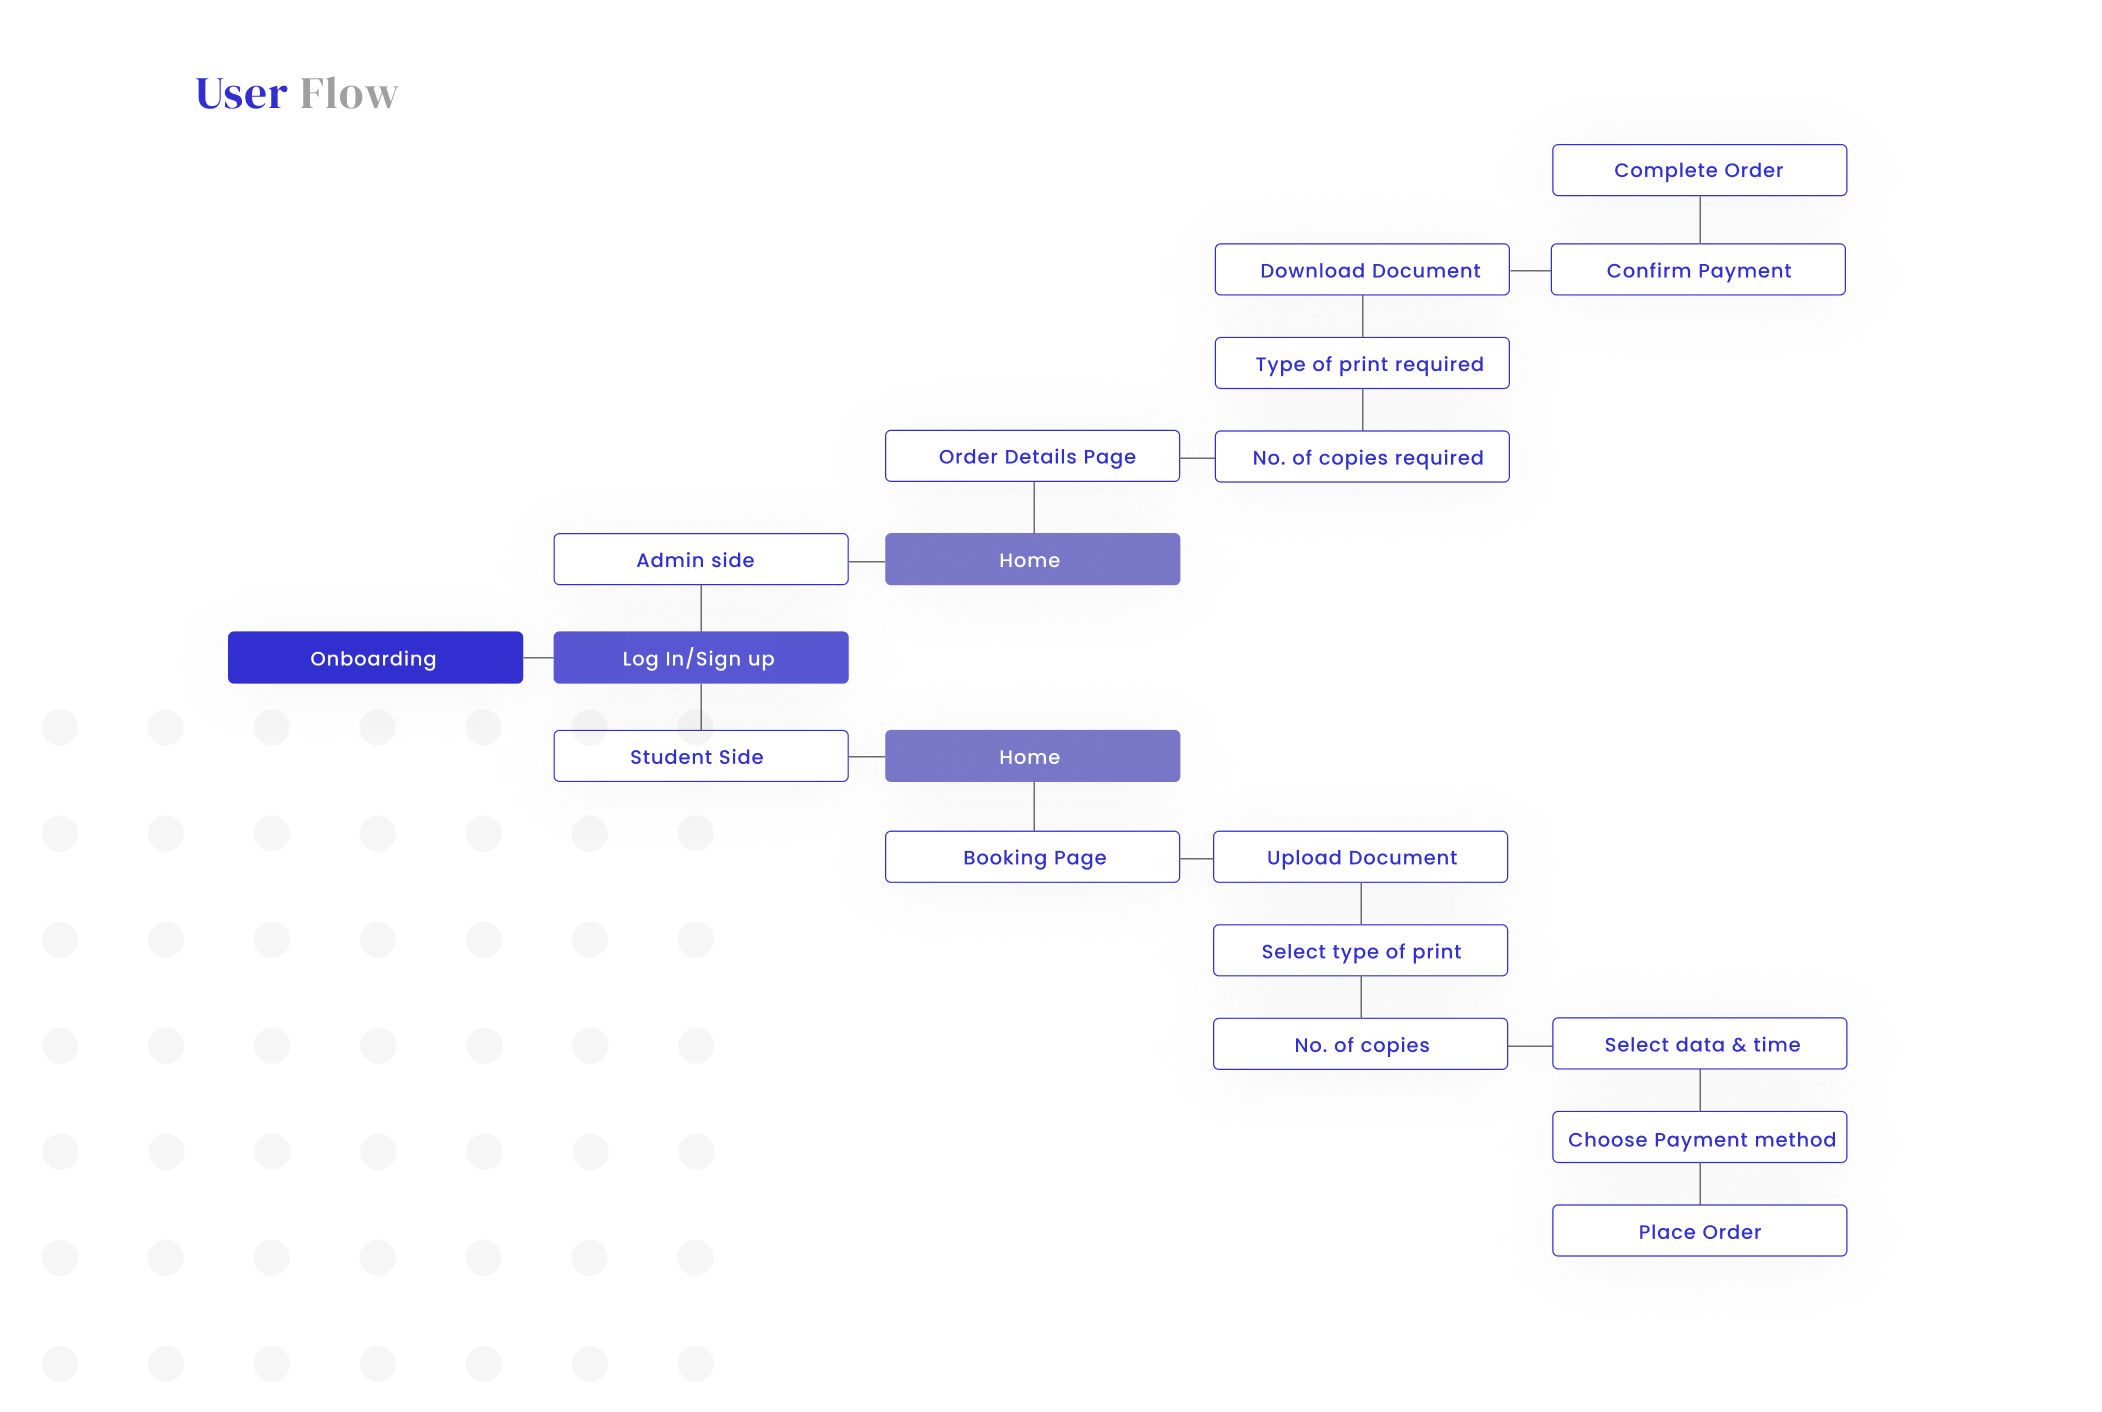 User Flow
Complete Order
Download Document
Confirm Payment
Type of print required
Order Details Page
No. of copies required
Admin side
Home
Onboarding
Log In/Sign up
Student Side
Home
Booking Page
Upload Document
Select type of print
No. of copies
Select data & time
Choose Payment method
Place Order